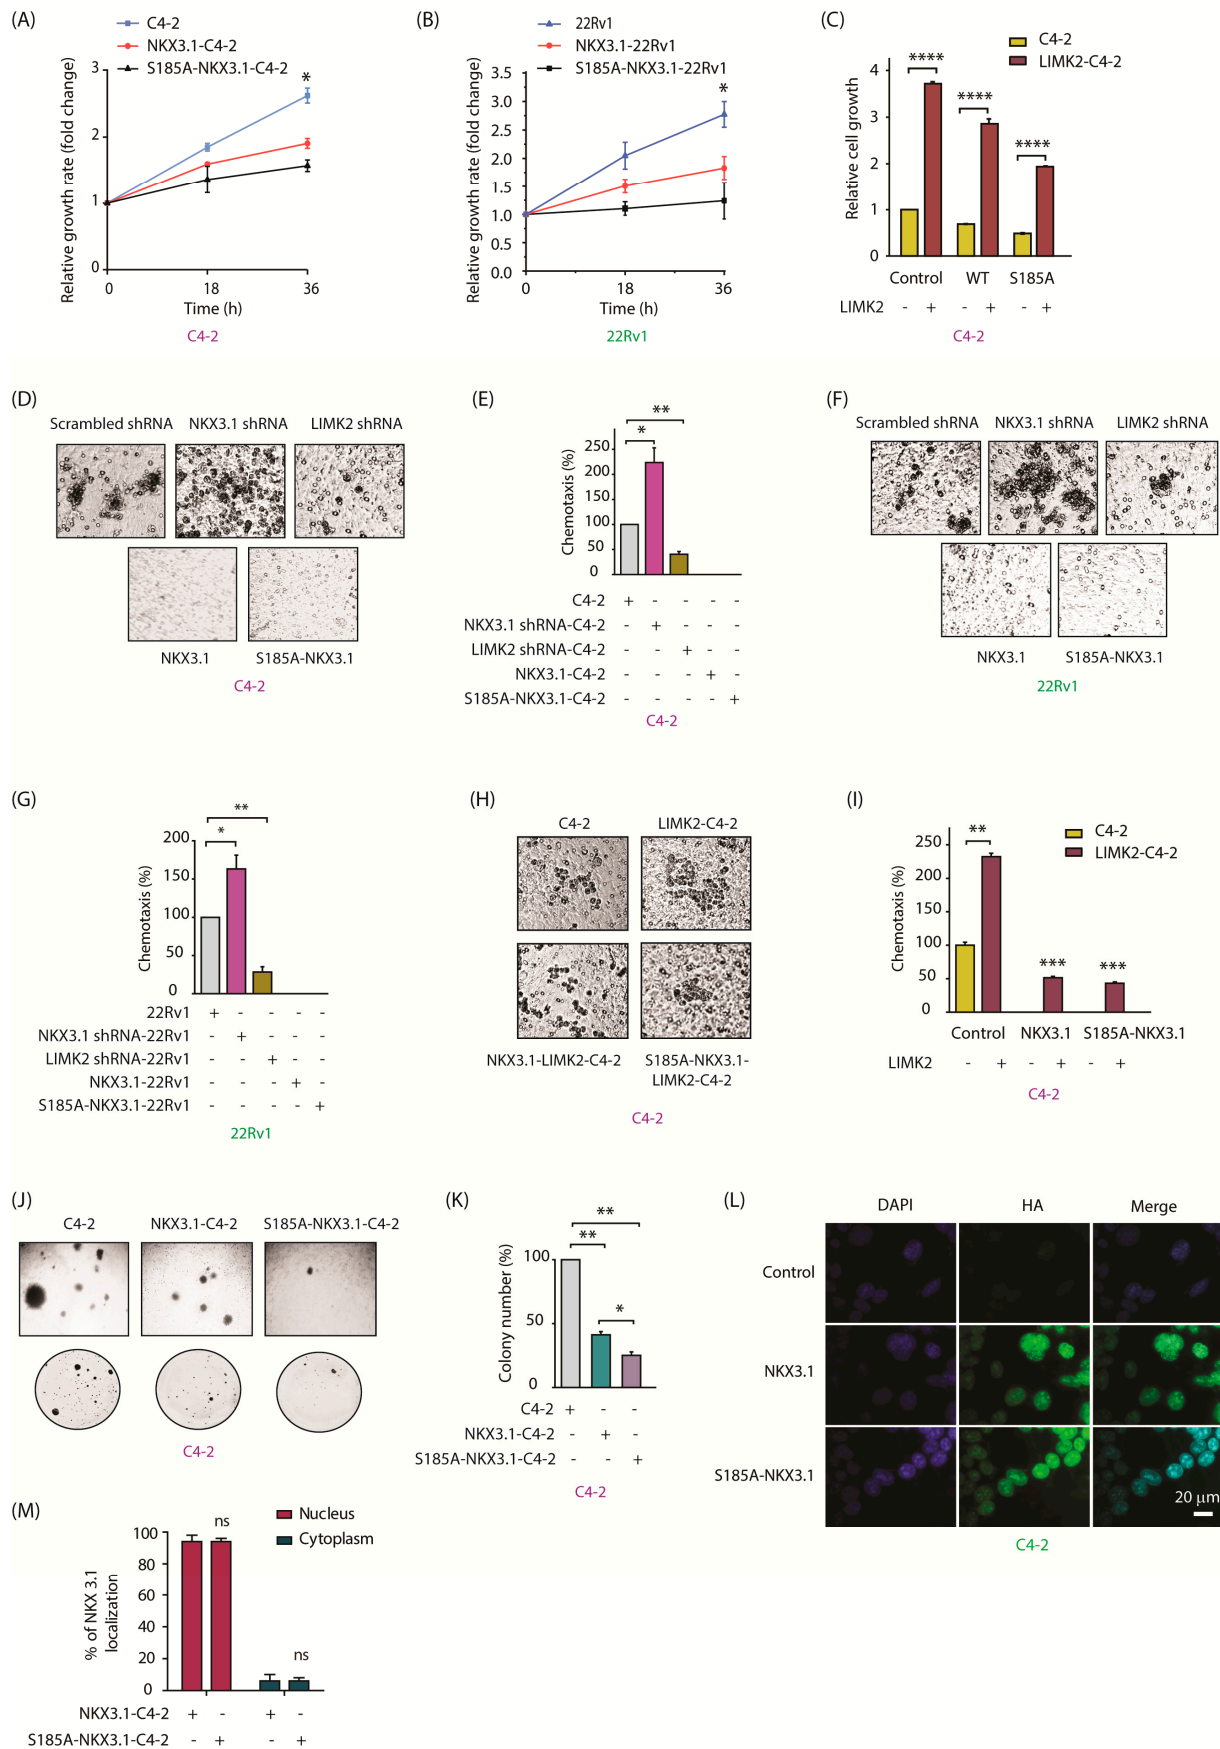 (A)
C4-2
NKX3.1-C4-2
S185A-NKX3.1-C4-2
Relative growth rate (fold change)
3
2
1
0
*
0 18 36
Time (h)
C4-2
(B)
22Rv1
NKX3.1-22Rv1
S185A-NKX3.1-22Rv1
Relative growth rate (fold change)
3.5
3.0
2.5
2.0
1.5
1.0
0.5
0.0
*
0 18 36
Time (h)
22Rv1
(C)
C4-2
LIMK2-C4-2
Relative cell growth
4
3
2
1
0
**** **** ****
Control WT S185A
LIMK2 - + - + - +
C4-2
(D)
Scrambled shRNA NKX3.1 shRNA LIMK2 shRNA
NKX3.1 S185A-NKX3.1
C4-2
(E)
**
*
Chemotaxis (%)
250
200
150
100
50
0
C4-2 + - - - -
NKX3.1 shRNA-C4-2 - + - - -
LIMK2 shRNA-C4-2 - - + - -
NKX3.1-C4-2 - - - + -
S185A-NKX3.1-C4-2 - - - - +
C4-2
(F)
Scrambled shRNA NKX3.1 shRNA LIMK2 shRNA
NKX3.1 S185A-NKX3.1
22Rv1
(G)
**
*
Chemotaxis (%)
200
150
100
50
0
22Rv1 + - - - -
NKX3.1 shRNA-22Rv1 - + - - -
LIMK2 shRNA-22Rv1 - - + - -
NKX3.1-22Rv1 - - - + -
S185A-NKX3.1-22Rv1 - - - - +
22Rv1
(H)
C4-2 LIMK2-C4-2
NKX3.1-LIMK2-C4-2 S185A-NKX3.1-
LIMK2-C4-2
C4-2
(I)
C4-2
LIMK2-C4-2
Chemotaxis (%)
250
200
150
100
50
0
** *** ***
Control NKX3.1 S185A-NKX3.1
LIMK2 - + - + - +
C4-2
(J)
C4-2 NKX3.1-C4-2 S185A-NKX3.1-C4-2
C4-2
(K)
**
**
*
Colony number (%)
100
50
0
C4-2 + - -
NKX3.1-C4-2 - + -
S185A-NKX3.1-C4-2 - - +
C4-2
(L)
DAPI HA Merge
Control
NKX3.1
S185A-NKX3.1
20 μm
C4-2
(M)
Nucleus
Cytoplasm
% of NKX 3.1
localization
100
80
60
40
20
0
ns
ns
NKX3.1-C4-2 + - + -
S185A-NKX3.1-C4-2 - + - +